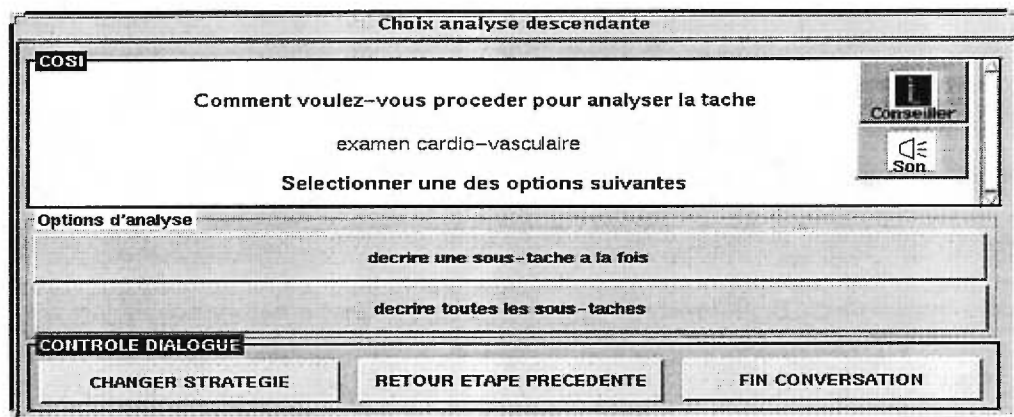 Choix analyse descendante
COSI
Comment voulez-vous proceder pour analyser la tache
Conseiller
examen cardio-vasculaire
Son
Selectionner une des options suivantes
Options d'analyse
decrire une sous-tache a la fois
decrire toutes les sous-taches
CONTROLE DIALOGUE
CHANGER STRATEGIE RETOUR ETAPE PRECEDENTE FIN CONVERSATION